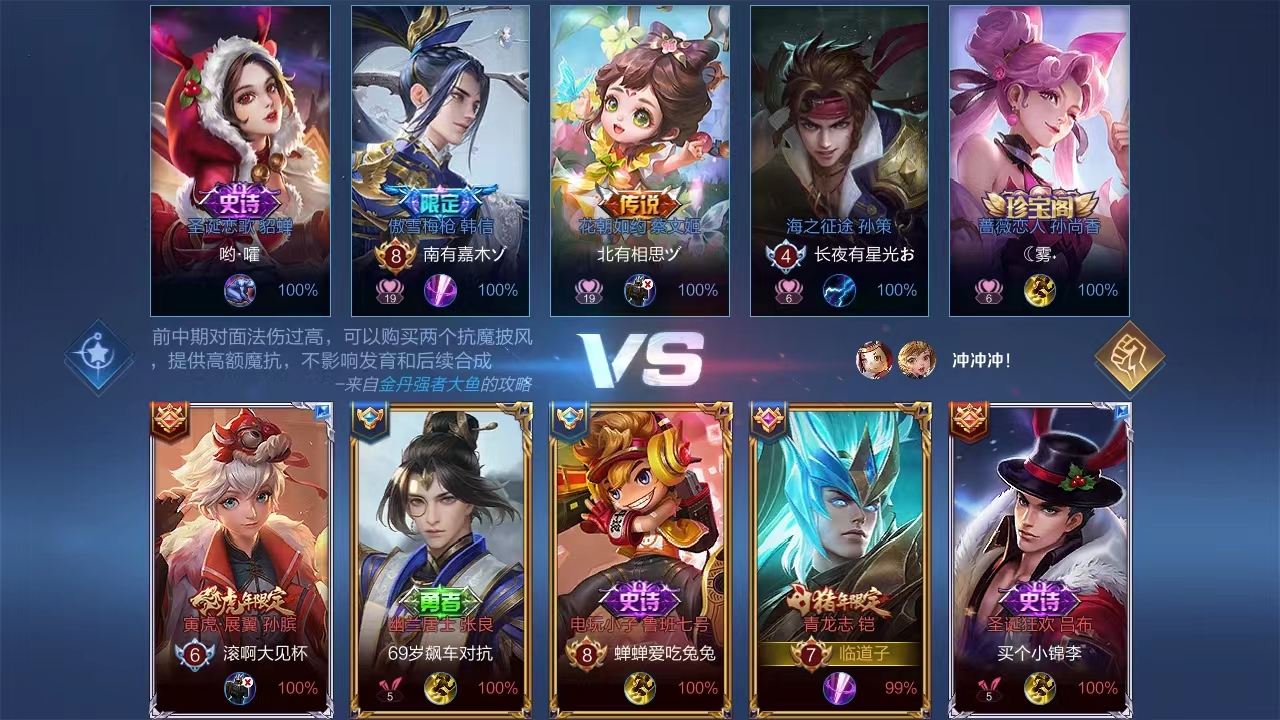 史诗
限定
传说
珍宝阁
圣诞恋歌 貂蝉
傲雪梅枪 韩信
花朝如约 蔡文姬
海之征途 孙策
蔷薇恋人 孙尚香
哟·嚯
8 南有嘉木ゾ
北有相思ヅ
4 长夜有星光お
☾雾.
100%
19 100%
19 100%
6 100%
6 100%
前中期对面法伤过高，可以购买两个抗魔披风
，提供高额魔抗，不影响发育和后续合成
–来自金丹强者大鱼的攻略
VS
冲冲冲！
虎年限定
勇者
史诗
猪年限定
史诗
寅虎·展翼 孙膑
幽兰居士 张良
电玩小子 鲁班七号
青龙志 铠
圣诞狂欢 吕布
6 滚啊大见杯
69岁飙车对抗
8 蝉蝉爱吃兔兔
7 临道子
买个小锦李
100%
5 100%
100%
99%
5 100%